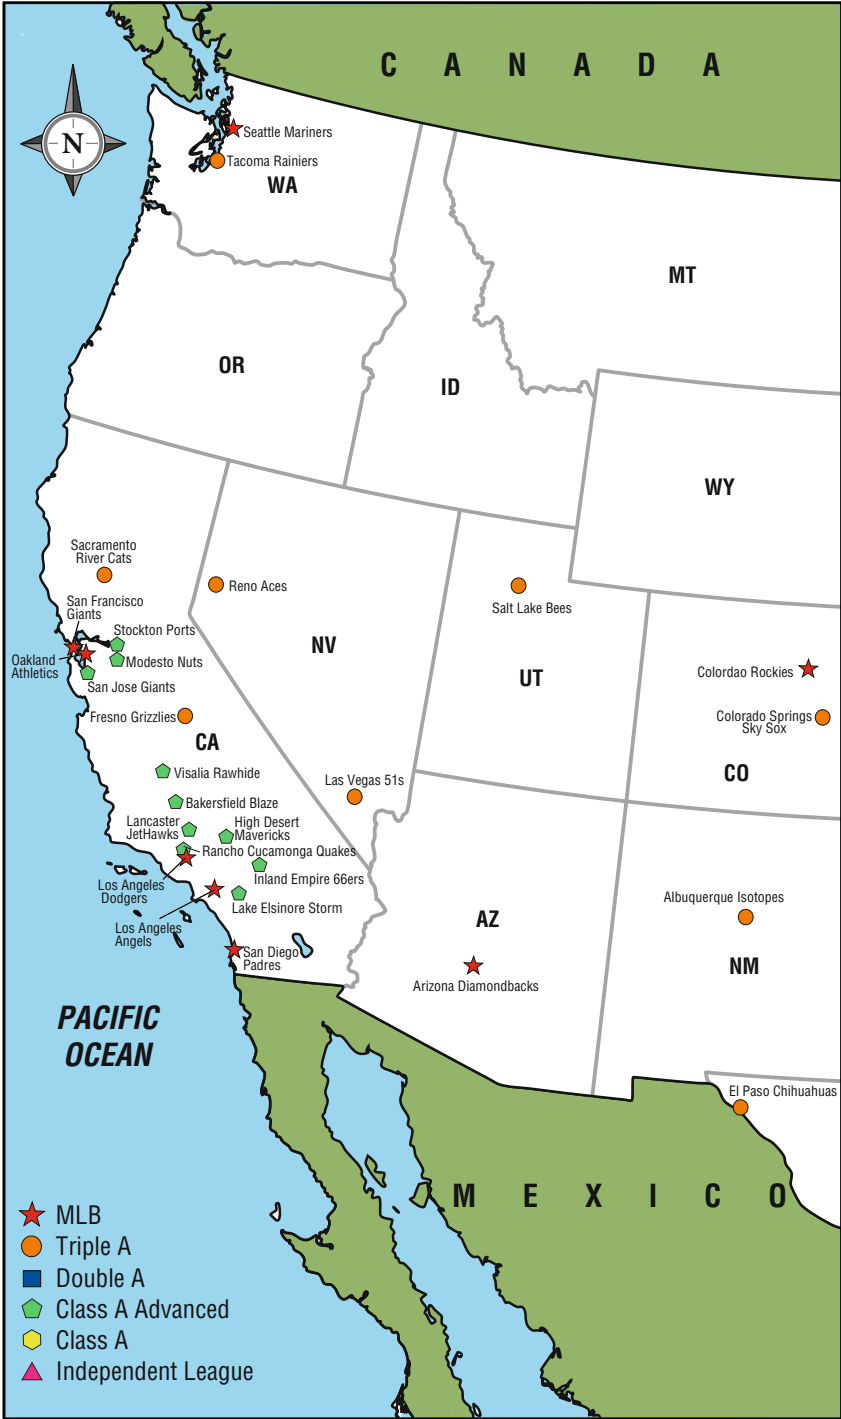 C A N A D A
N
Seattle Mariners
Tacoma Rainiers
WA
MT
OR
ID
WY
Sacramento
River Cats
Reno Aces
Salt Lake Bees
San Francisco
Giants
Stockton Ports
NV
Oakland
Athletics
Modesto Nuts
San Jose Giants
UT
Colordao Rockies
Fresno Grizzlies
Colorado Springs
Sky Sox
CA
CO
Visalia Rawhide
Las Vegas 51s
Bakersfield Blaze
Lancaster
JetHawks
High Desert
Mavericks
Rancho Cucamonga Quakes
Inland Empire 66ers
Los Angeles
Dodgers
Lake Elsinore Storm
Albuquerque Isotopes
Los Angeles
Angels
AZ
San Diego
Padres
NM
Arizona Diamondbacks
PACIFIC
OCEAN
El Paso Chihuahuas
M E X I C O
MLB
Triple A
Double A
Class A Advanced
Class A
Independent League